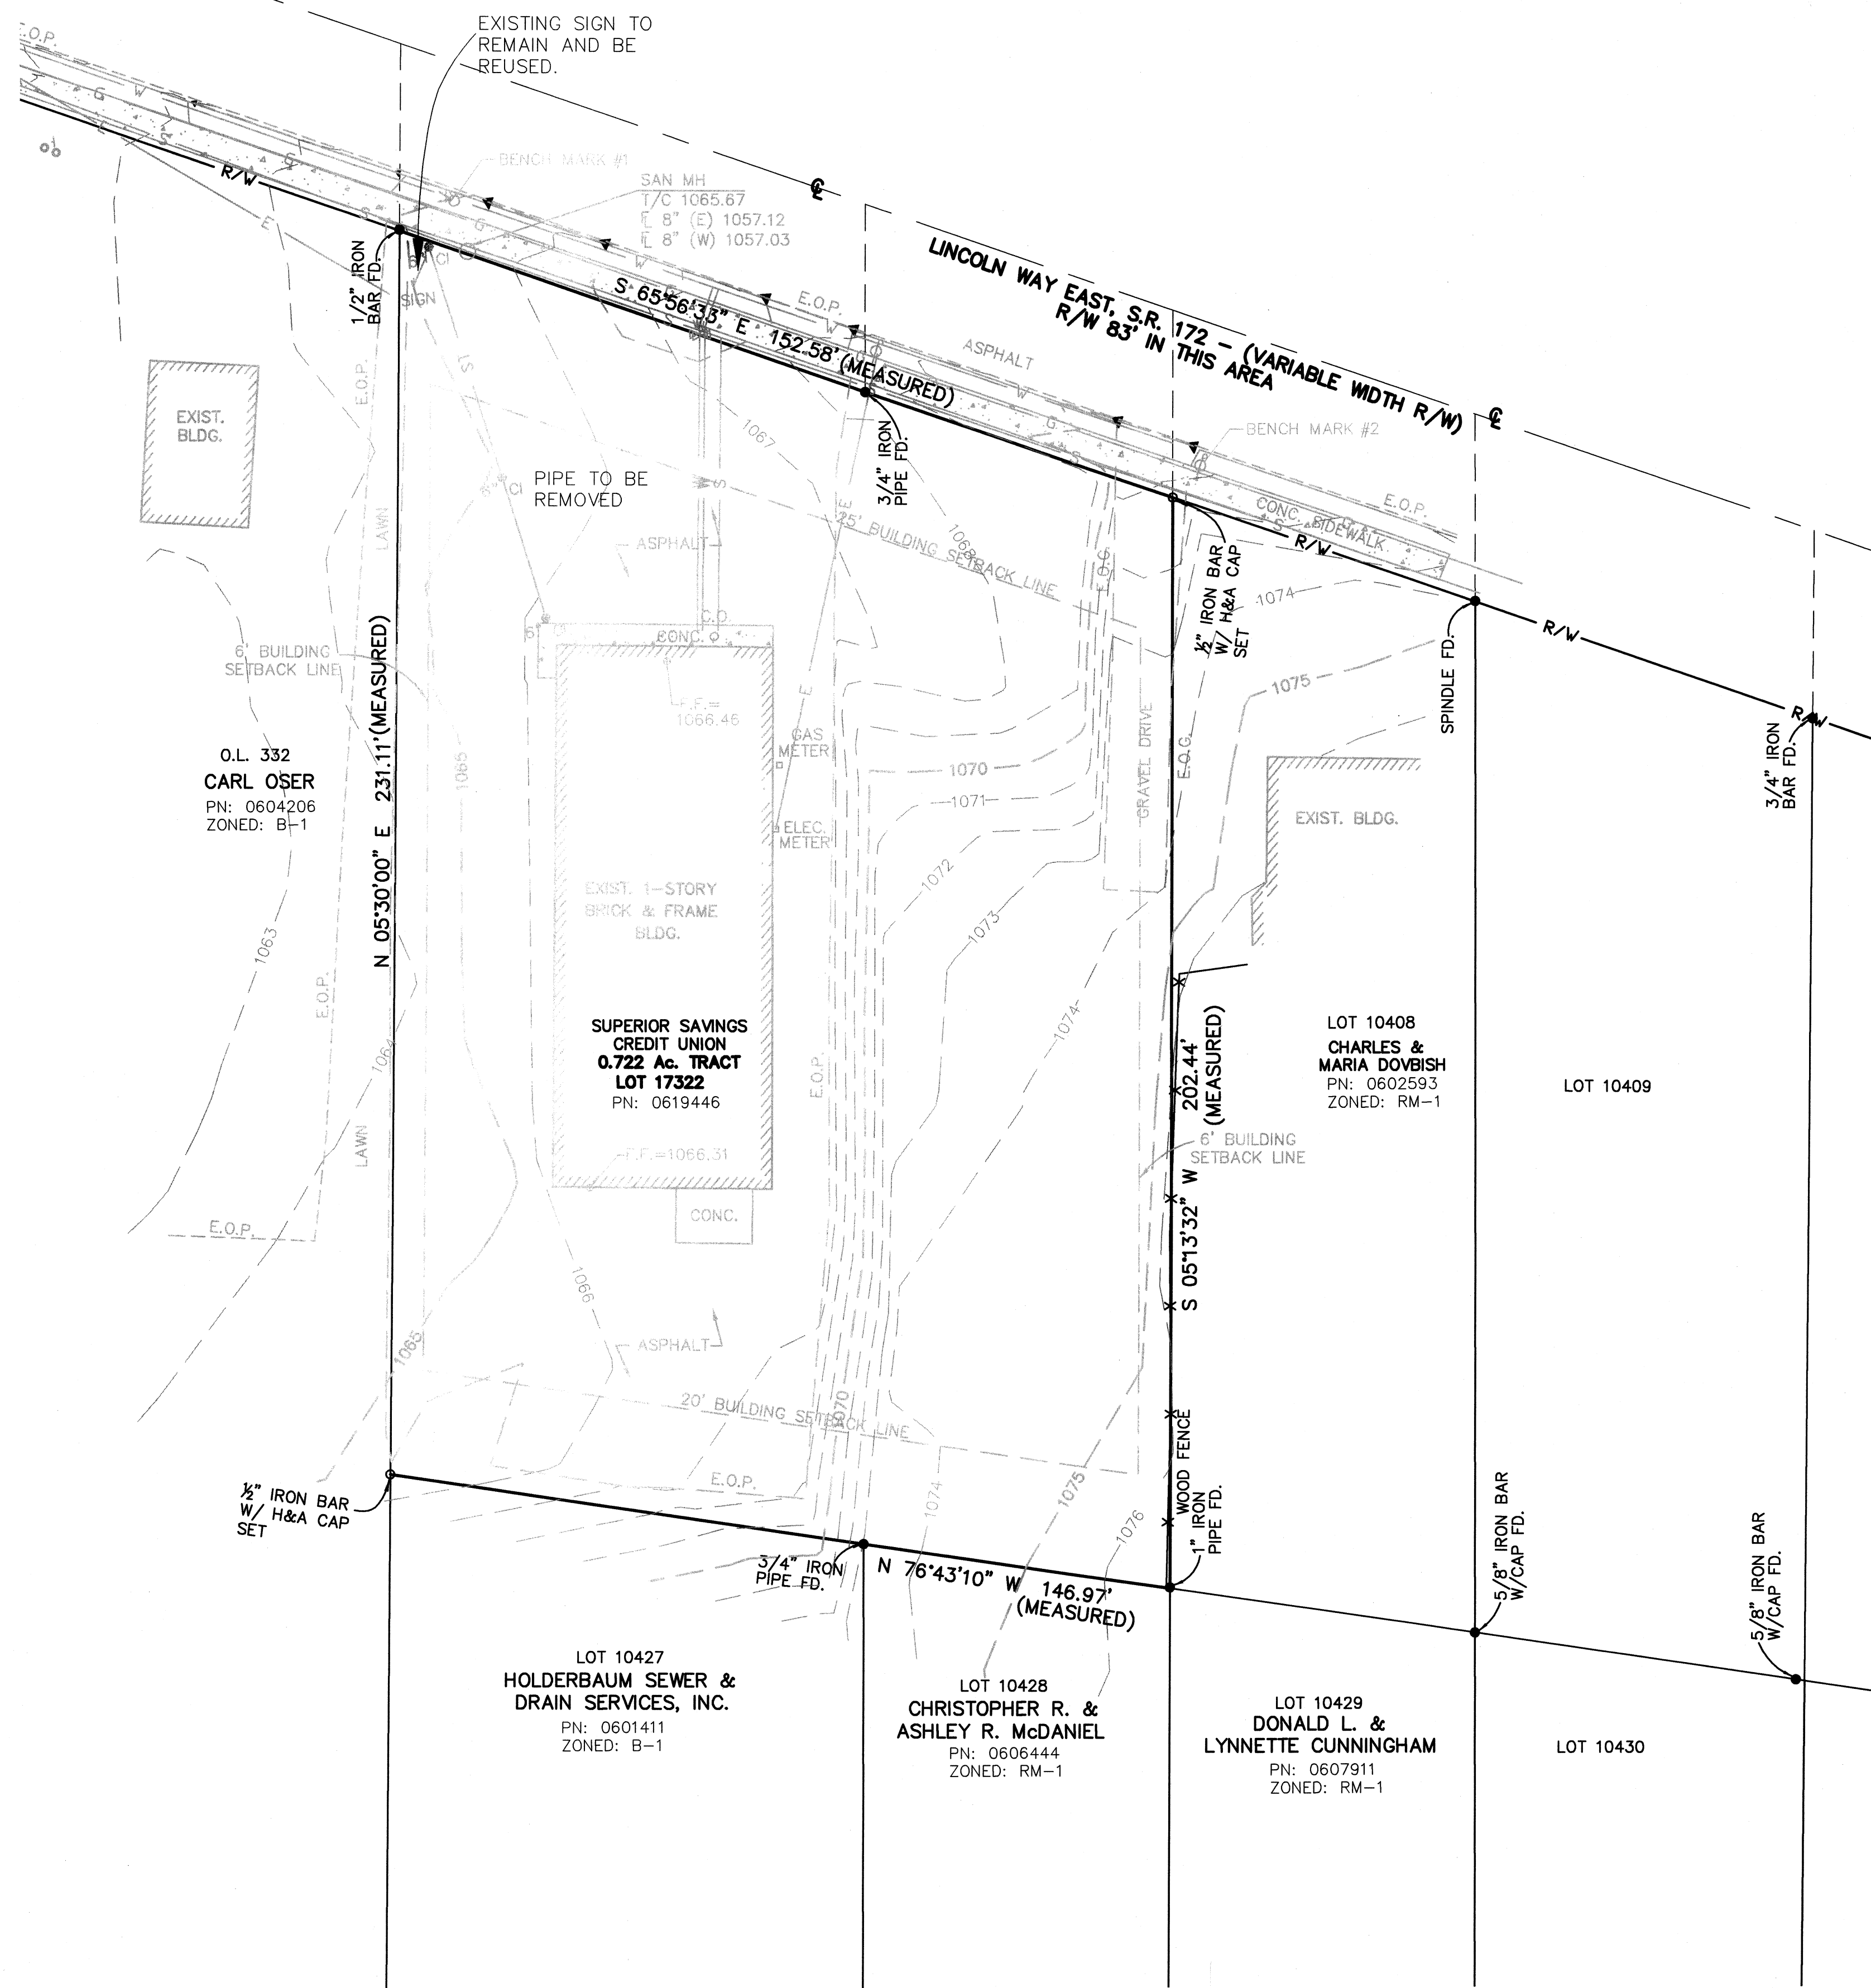 EXISTING SIGN TO
REMAIN AND BE
REUSED.
E.O.P.
BENCH MARK #1
SAN MH
T/C 1065.67
FL 8" (E) 1057.12
FL 8" (W) 1057.03
R/W
1/2" IRON
BAR FD.
6" CI
SIGN
S 65°56'33" E 152.58' (MEASURED)
E.O.P.
ASPHALT
LINCOLN WAY EAST, S.R. 172 - (VARIABLE WIDTH R/W)
R/W 83' IN THIS AREA
BENCH MARK #2
3/4" IRON
PIPE FD.
EXIST.
BLDG.
E.O.P.
LAWN
PIPE TO BE
REMOVED
1067
1068
ASPHALT
25' BUILDING SETBACK LINE
E.O.G.
CONC. SIDEWALK
E.O.P.
R/W
½" IRON BAR
W/ H&A CAP
SET
1074
1075
SPINDLE FD.
R/W
R/W
3/4" IRON
BAR FD.
6' BUILDING
SETBACK LINE
C.O.
CONC.
6"
F.F.=
1066.46
GAS
METER
ELEC.
METER
1070
1071
1072
1073
1074
GRAVEL DRIVE
E.O.G.
EXIST. BLDG.
O.L. 332
CARL OSER
PN: 0604206
ZONED: B-1
N 05°30'00" E 231.11' (MEASURED)
1063
1064
1065
E.O.P.
LAWN
E.O.P.
EXIST. 1-STORY
BRICK & FRAME
BLDG.
SUPERIOR SAVINGS
CREDIT UNION
0.722 Ac. TRACT
LOT 17322
PN: 0619446
F.F.=1066.31
CONC.
E.O.P.
S 05°13'32" W 202.44'
(MEASURED)
6' BUILDING
SETBACK LINE
LOT 10408
CHARLES &
MARIA DOVBISH
PN: 0602593
ZONED: RM-1
LOT 10409
1066
ASPHALT
1065
20' BUILDING SETBACK LINE
1070
E.O.P.
1074
1075
1076
WOOD FENCE
1" IRON
PIPE FD.
½" IRON BAR
W/ H&A CAP
SET
3/4" IRON
PIPE FD.
N 76°43'10" W 146.97'
(MEASURED)
5/8" IRON BAR
W/CAP FD.
5/8" IRON BAR
W/CAP FD.
LOT 10427
HOLDERBAUM SEWER &
DRAIN SERVICES, INC.
PN: 0601411
ZONED: B-1
LOT 10428
CHRISTOPHER R. &
ASHLEY R. McDANIEL
PN: 0606444
ZONED: RM-1
LOT 10429
DONALD L. &
LYNNETTE CUNNINGHAM
PN: 0607911
ZONED: RM-1
LOT 10430